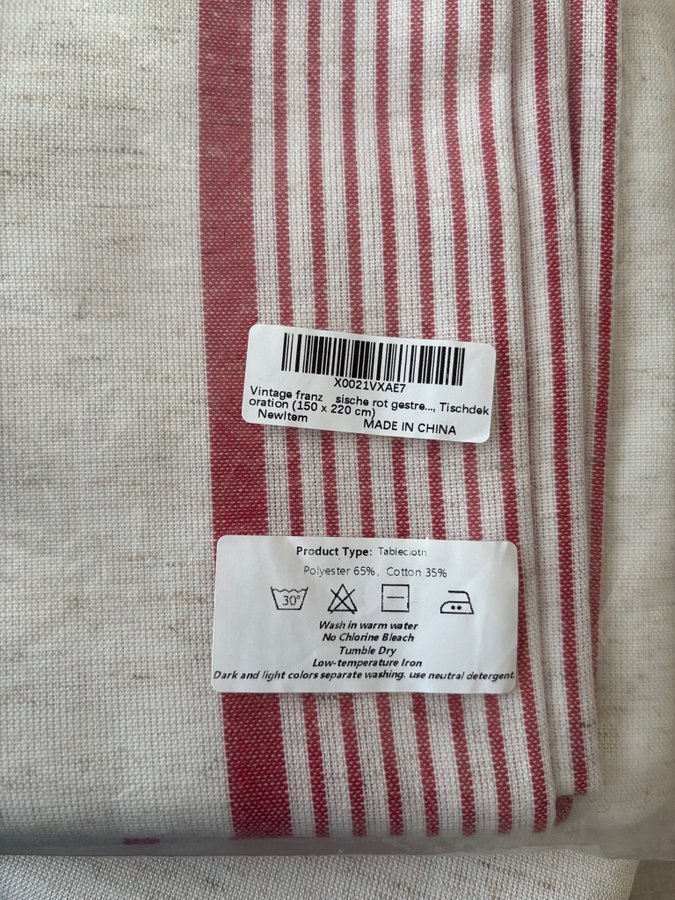 X0021VXAE7
Vintage franz sische rot gestre..., Tischdek
oration (150 x 220 cm)
NewItem MADE IN CHINA
Product Type: Tablecloth
Polyester 65%, Cotton 35%
30°
Wash in warm water
No Chlorine Bleach
Tumble Dry
Low-temperature Iron
Dark and light colors separate washing. use neutral detergent.